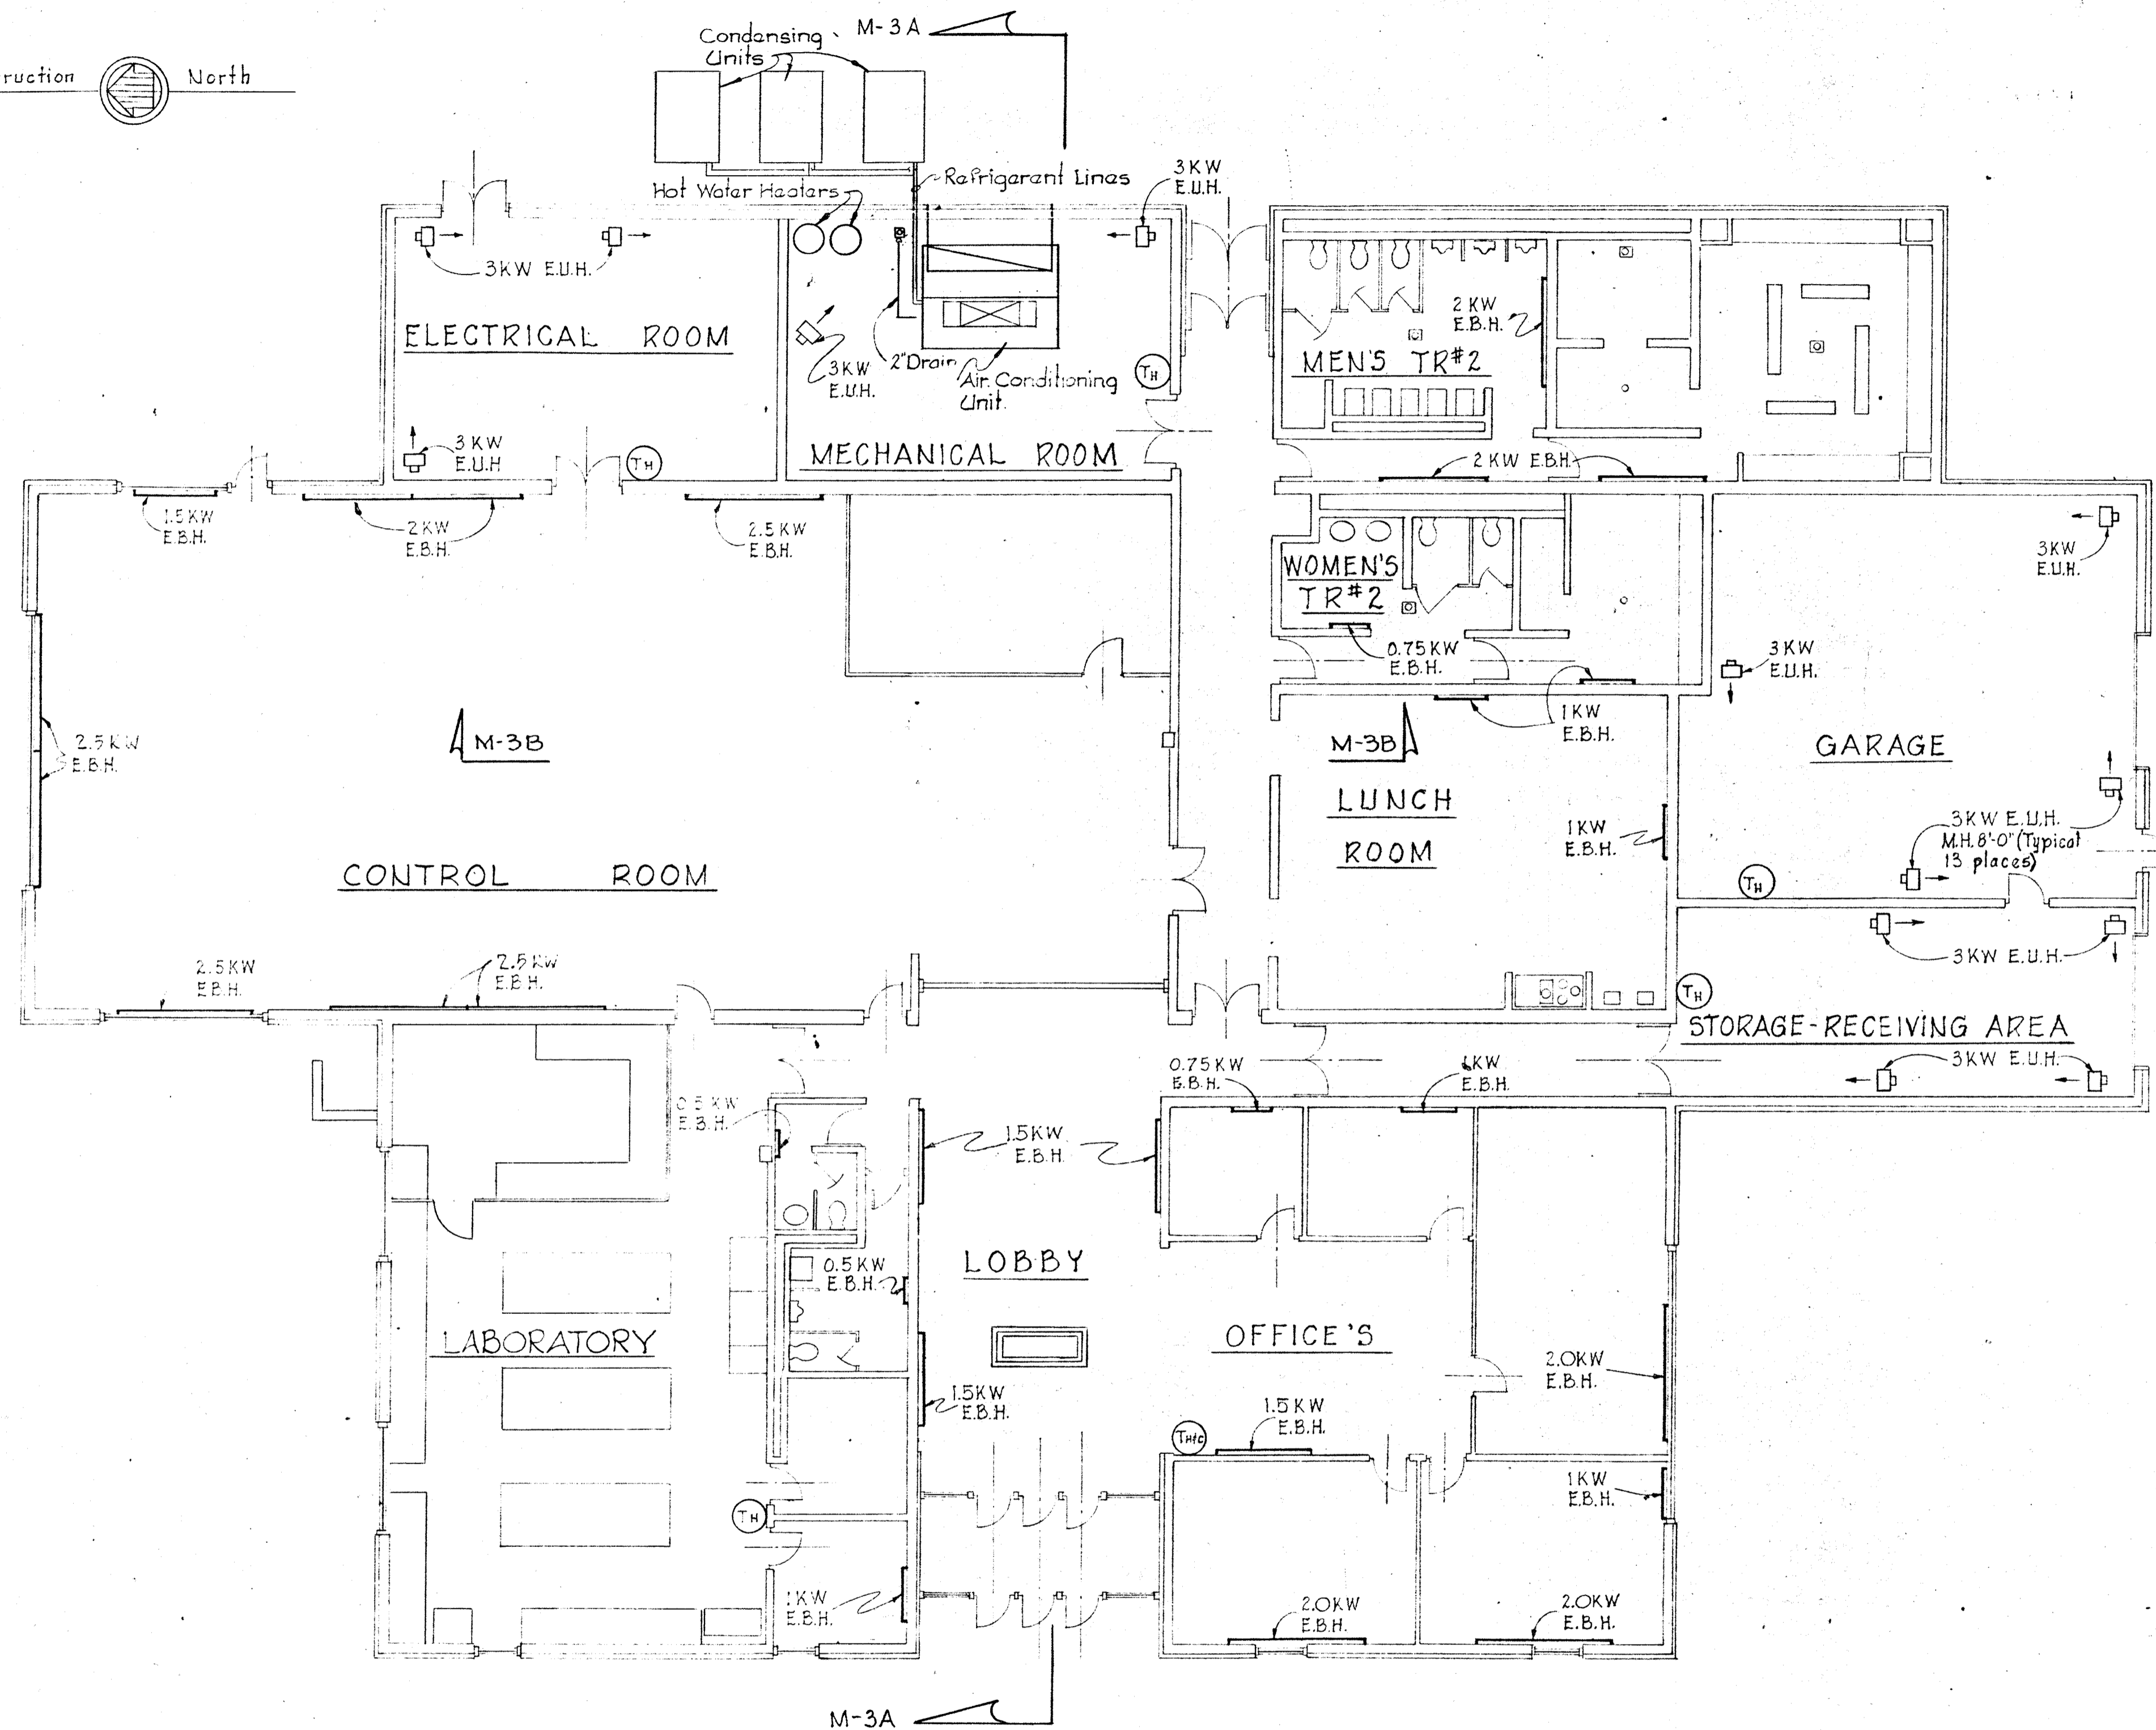 ruction
North
Condensing
Units
M-3A
Hot Water Heaters
Refrigerant Lines
3KW
E.U.H.
3KW E.U.H.
ELECTRICAL ROOM
3KW
E.U.H
TH
3KW
E.U.H.
2" Drain
Air Conditioning
Unit.
TH
MECHANICAL ROOM
2 KW
E.B.H.
MEN'S TR#2
2 KW E.B.H.
1.5KW
E.B.H.
2KW
E.B.H.
2.5KW
E.B.H.
WOMEN'S
TR#2
0.75KW
E.B.H.
3KW
E.U.H.
3KW
E.U.H.
2.5KW
E.B.H.
M-3B
M-3B
1KW
E.B.H.
GARAGE
LUNCH
ROOM
1KW
E.B.H.
3KW E.U.H.
M.H. 8'-0" (Typical
13 places)
TH
CONTROL ROOM
2.5KW
E.B.H.
2.5KW
E.B.H.
3KW E.U.H.
TH
STORAGE-RECEIVING AREA
3KW E.U.H.
0.75KW
E.B.H.
1KW
E.B.H.
0.5KW
E.B.H.
1.5KW
E.B.H.
LOBBY
0.5KW
E.B.H.
LABORATORY
OFFICE'S
2.0KW
E.B.H.
1.5KW
E.B.H.
1.5KW
E.B.H.
TH/C
1KW
E.B.H.
TH
1KW
E.B.H.
2.0KW
E.B.H.
2.0KW
E.B.H.
M-3A